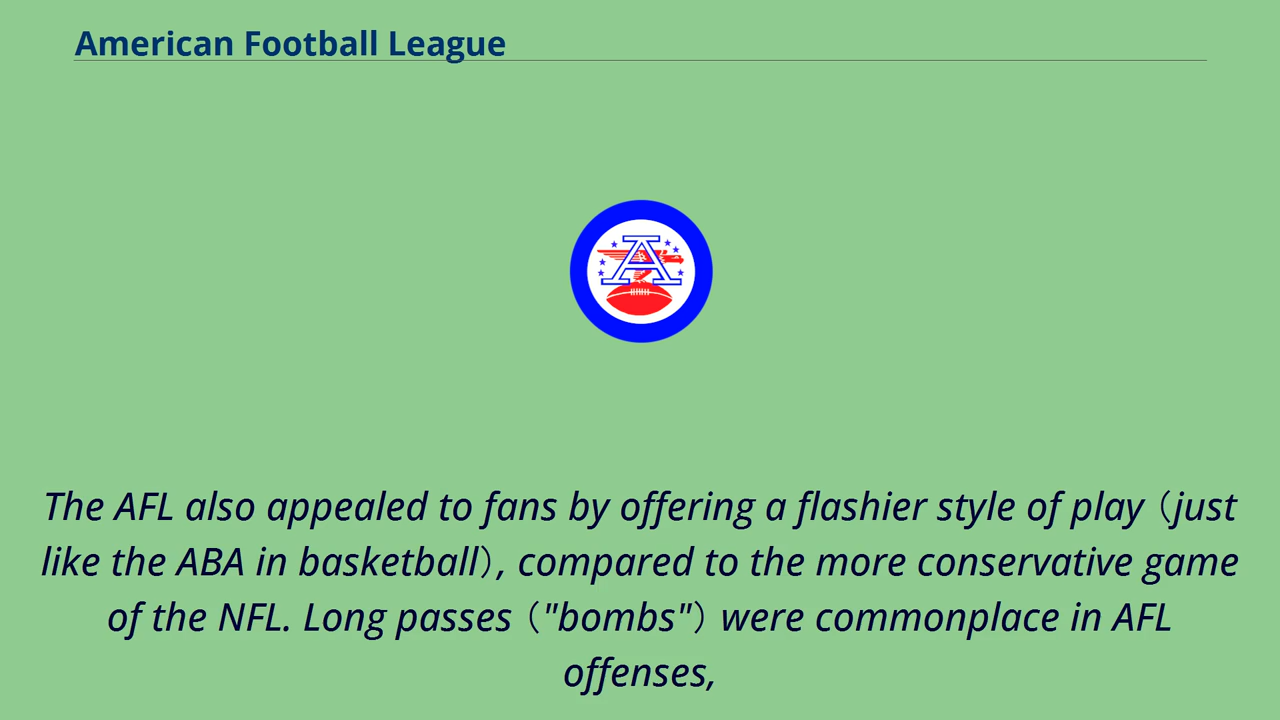 American Football League
A
The AFL also appealed to fans by offering a flashier style of play (just
like the ABA in basketball), compared to the more conservative game
of the NFL. Long passes ("bombs") were commonplace in AFL
offenses,